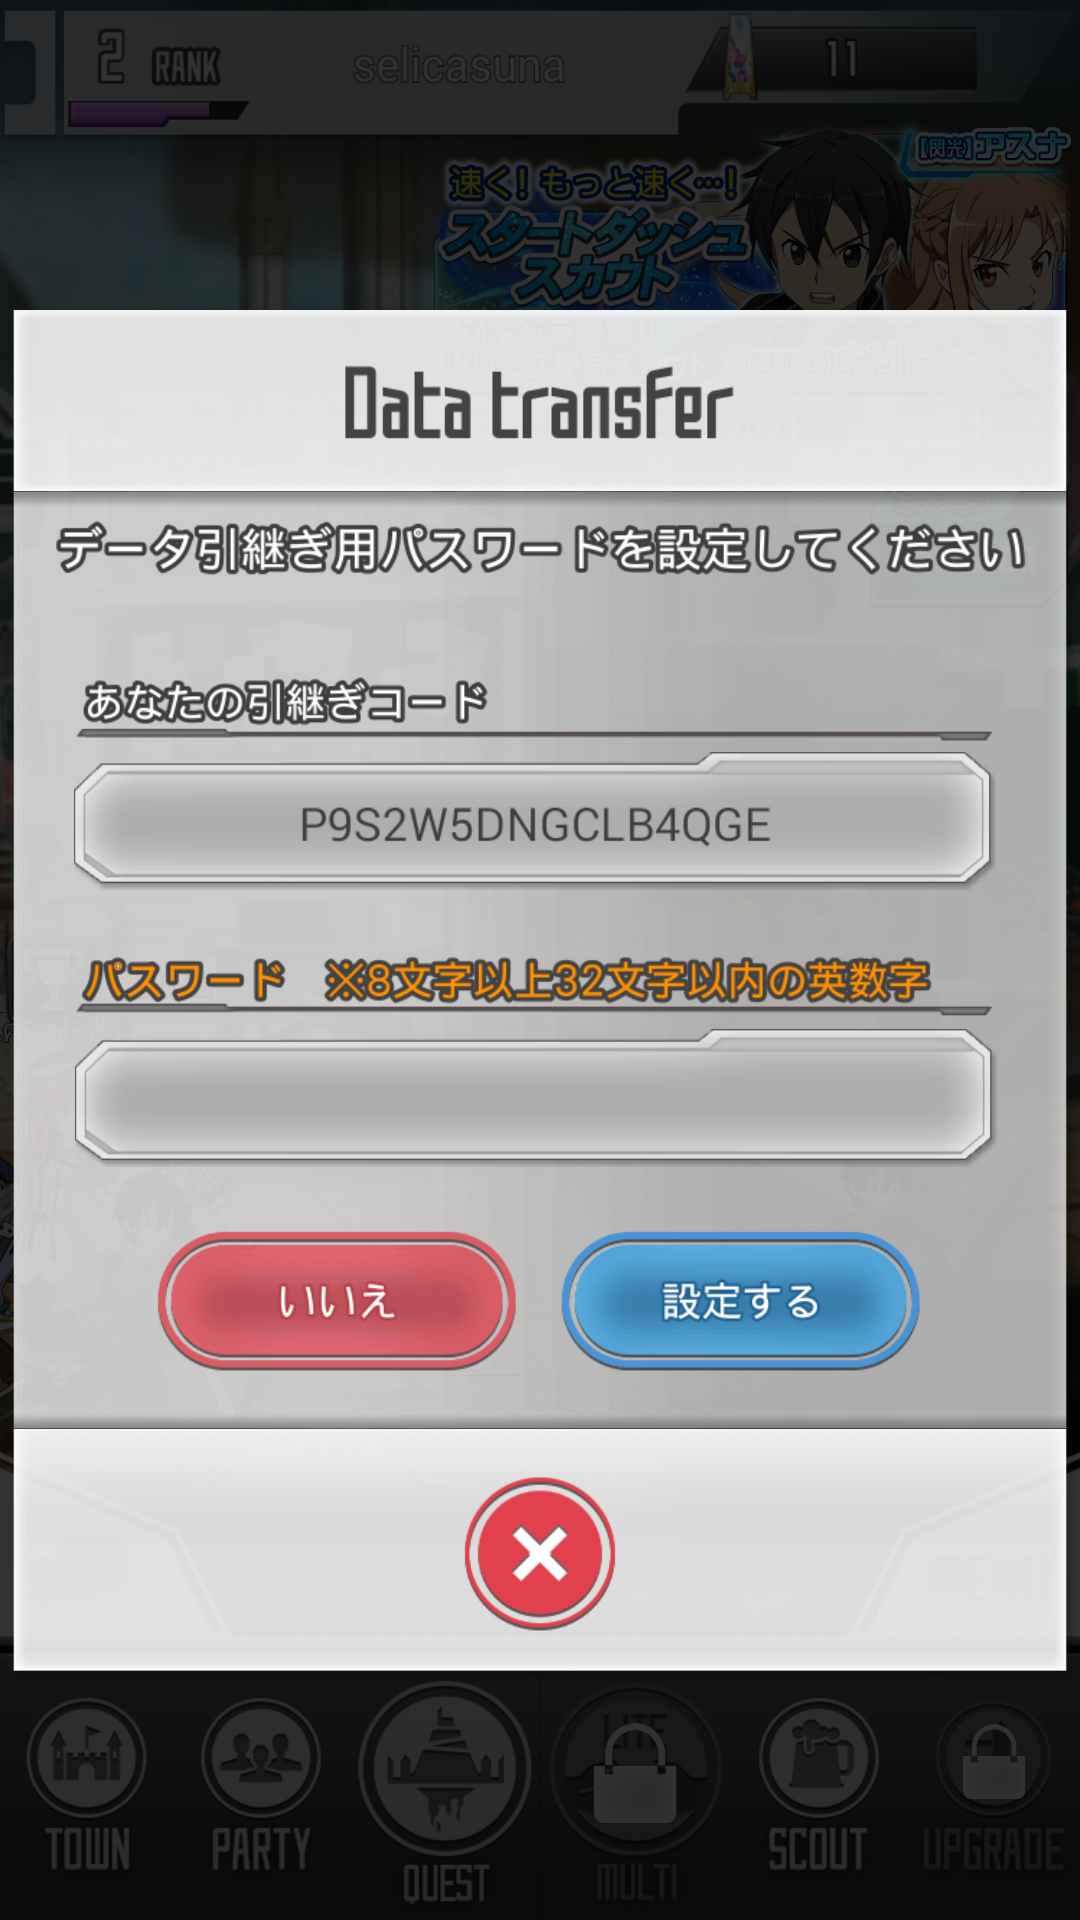 2 RANK
selicasuna
11
【閃光】アスナ
速く!もっと速く…!
スタートダッシュ
スカウト
Data transfer
データ引継ぎ用パスワードを設定してください
あなたの引継ぎコード
P9S2W5DNGCLB4QGE
パスワード ※8文字以上32文字以内の英数字
いいえ
設定する
LITE
TOWN
PARTY
QUEST
MULTI
SCOUT
UPGRADE